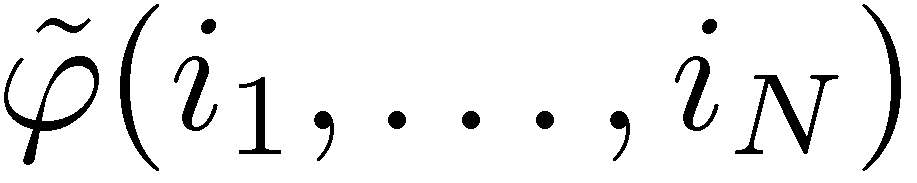 φ̃(i₁, . . . , i_N)